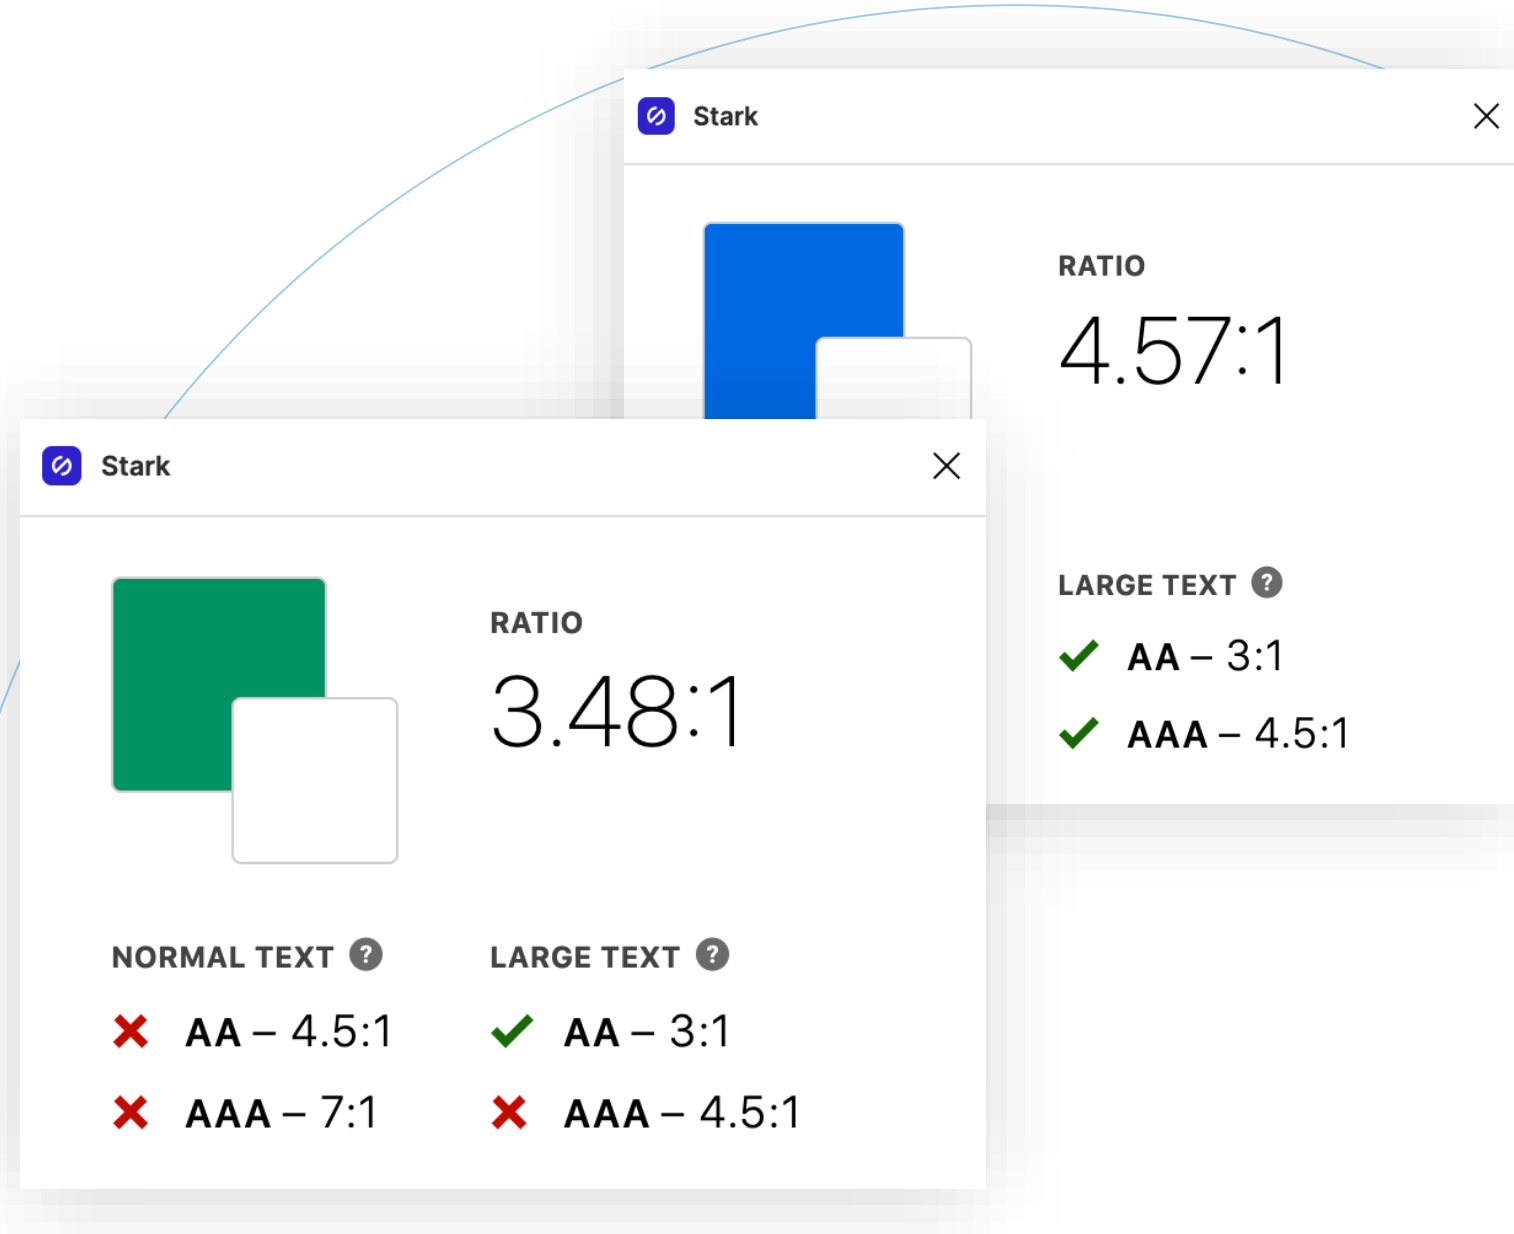 Stark
RATIO
4.57:1
LARGE TEXT ?
AA – 3:1
AAA – 4.5:1
Stark
RATIO
3.48:1
NORMAL TEXT ?
AA – 4.5:1
AAA – 7:1
LARGE TEXT ?
AA – 3:1
AAA – 4.5:1